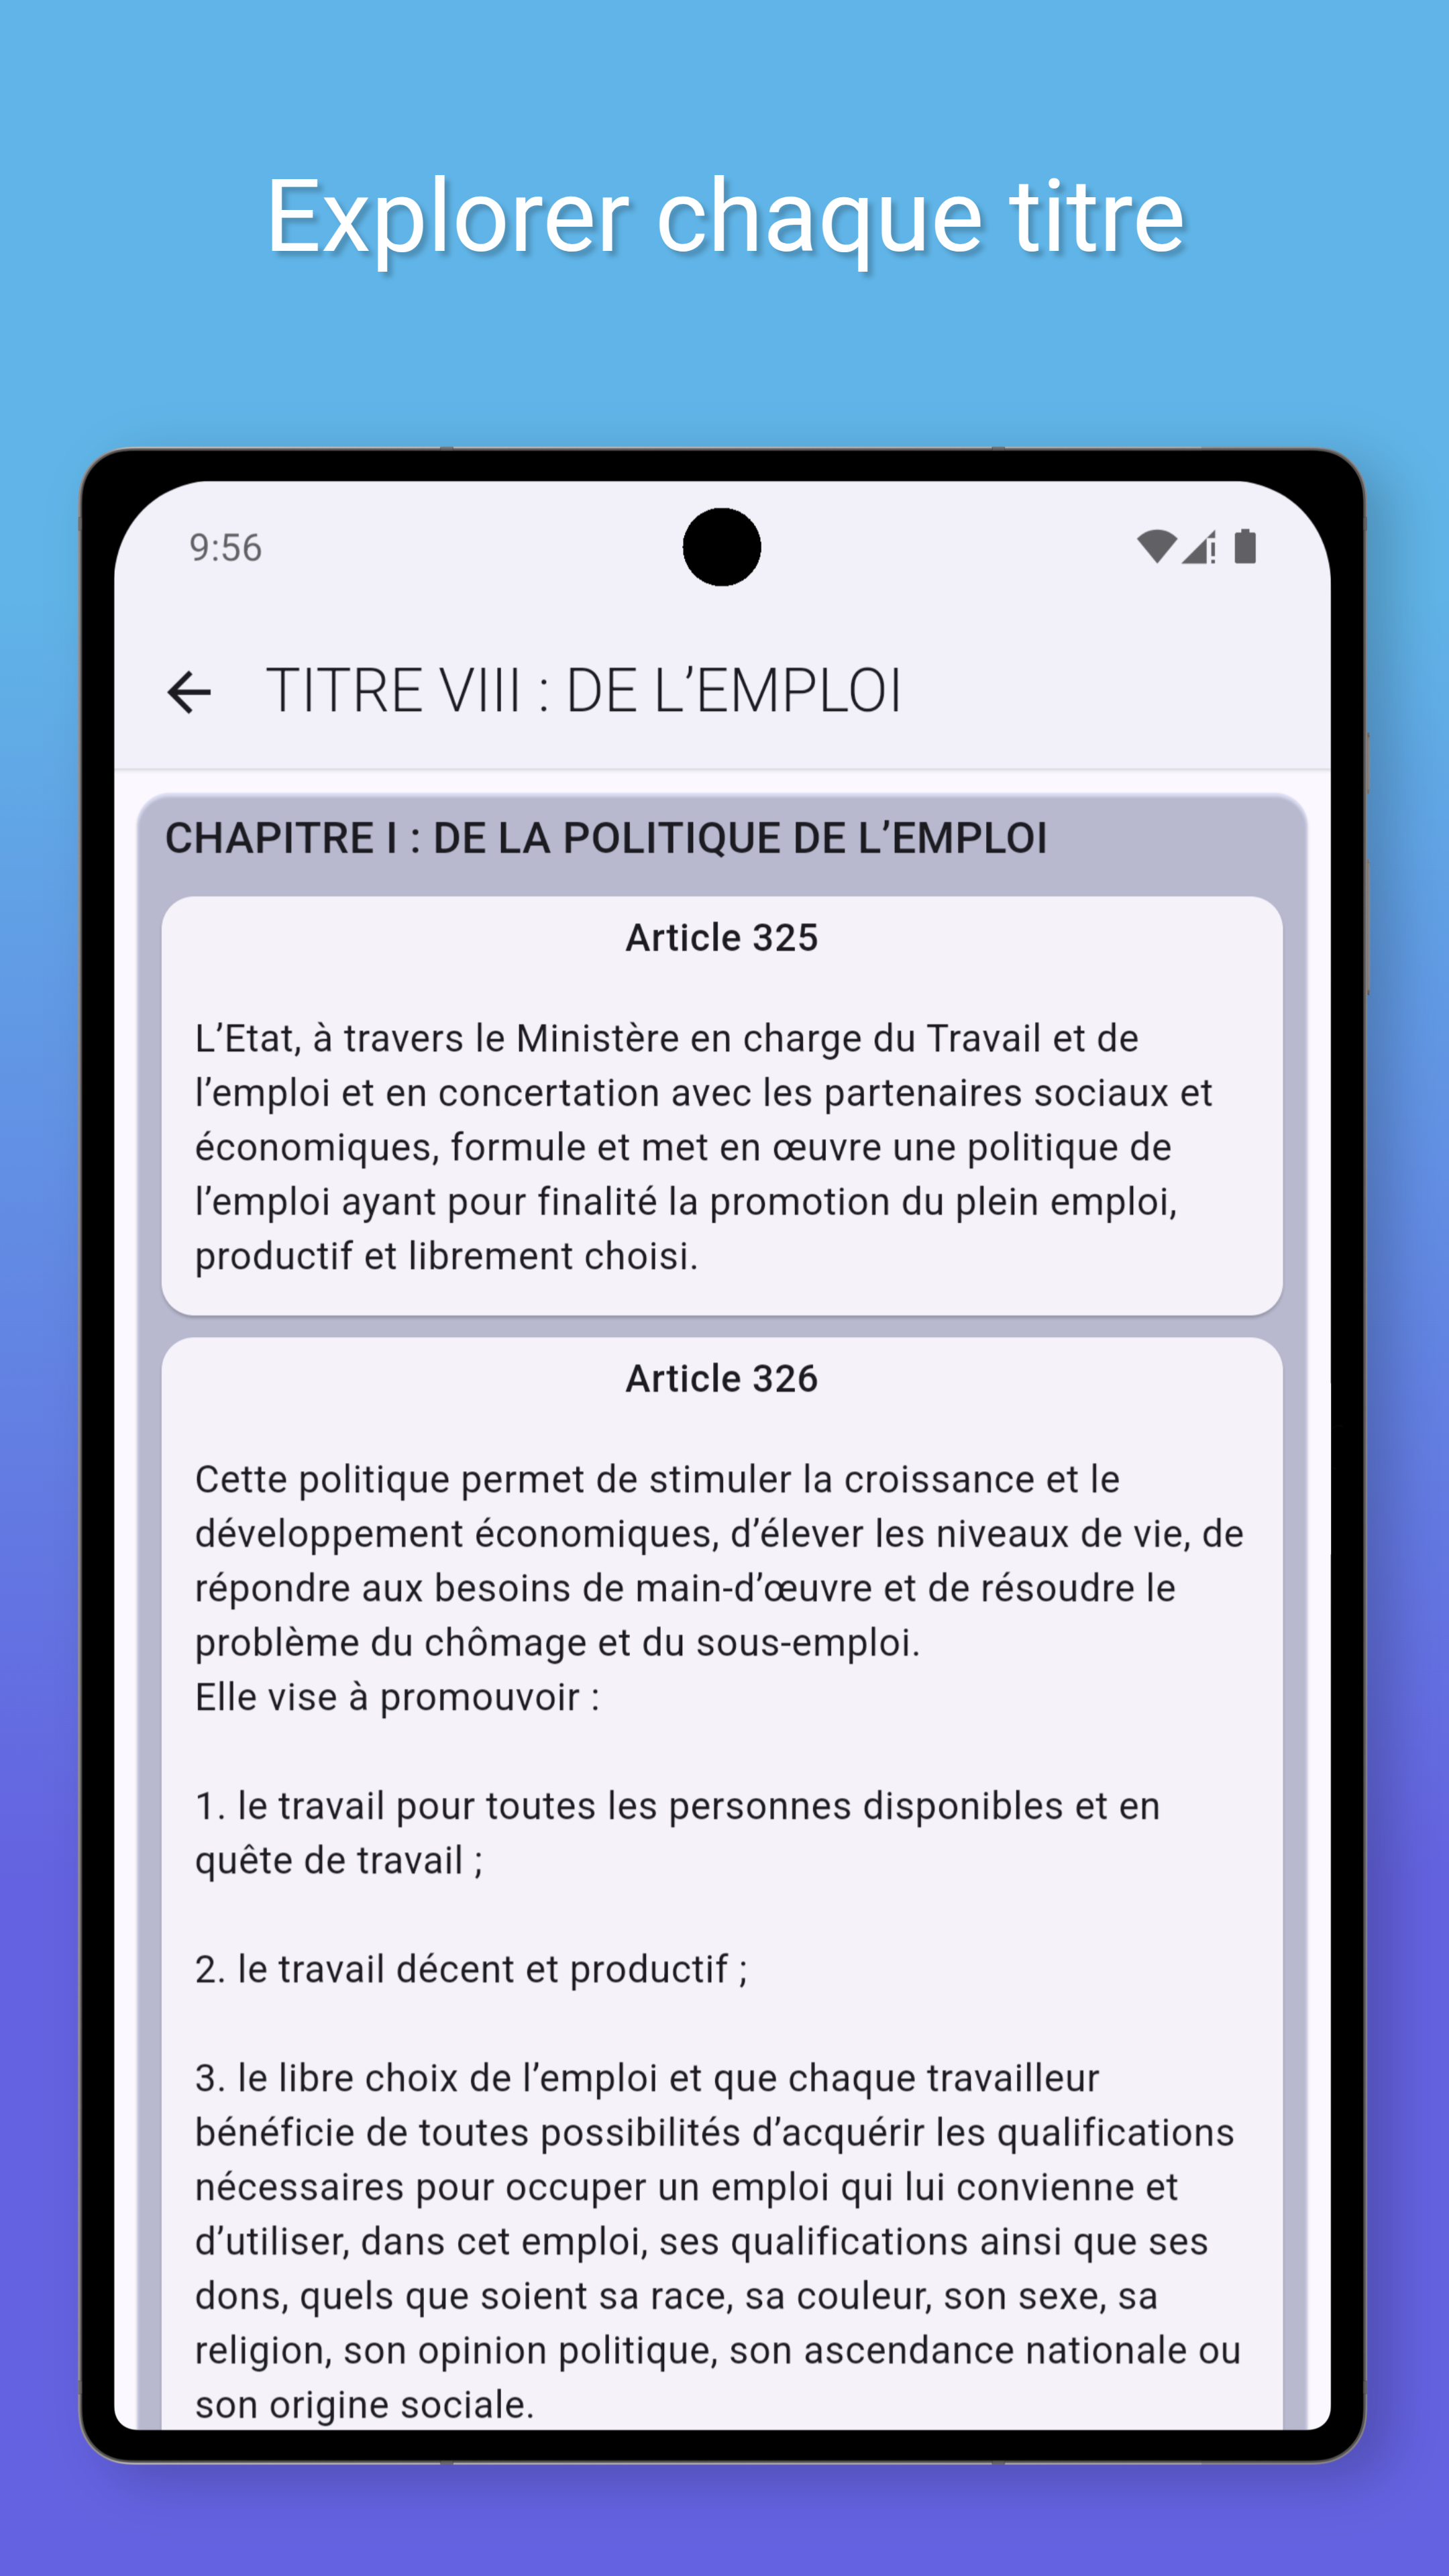 Explorer chaque titre
9:56
TITRE VIII : DE L’EMPLOI
CHAPITRE I : DE LA POLITIQUE DE L’EMPLOI
Article 325
L’Etat, à travers le Ministère en charge du Travail et de
l’emploi et en concertation avec les partenaires sociaux et
économiques, formule et met en œuvre une politique de
l’emploi ayant pour finalité la promotion du plein emploi,
productif et librement choisi.
Article 326
Cette politique permet de stimuler la croissance et le
développement économiques, d’élever les niveaux de vie, de
répondre aux besoins de main-d’œuvre et de résoudre le
problème du chômage et du sous-emploi.
Elle vise à promouvoir :
1. le travail pour toutes les personnes disponibles et en
quête de travail ;
2. le travail décent et productif ;
3. le libre choix de l’emploi et que chaque travailleur
bénéficie de toutes possibilités d’acquérir les qualifications
nécessaires pour occuper un emploi qui lui convienne et
d’utiliser, dans cet emploi, ses qualifications ainsi que ses
dons, quels que soient sa race, sa couleur, son sexe, sa
religion, son opinion politique, son ascendance nationale ou
son origine sociale.